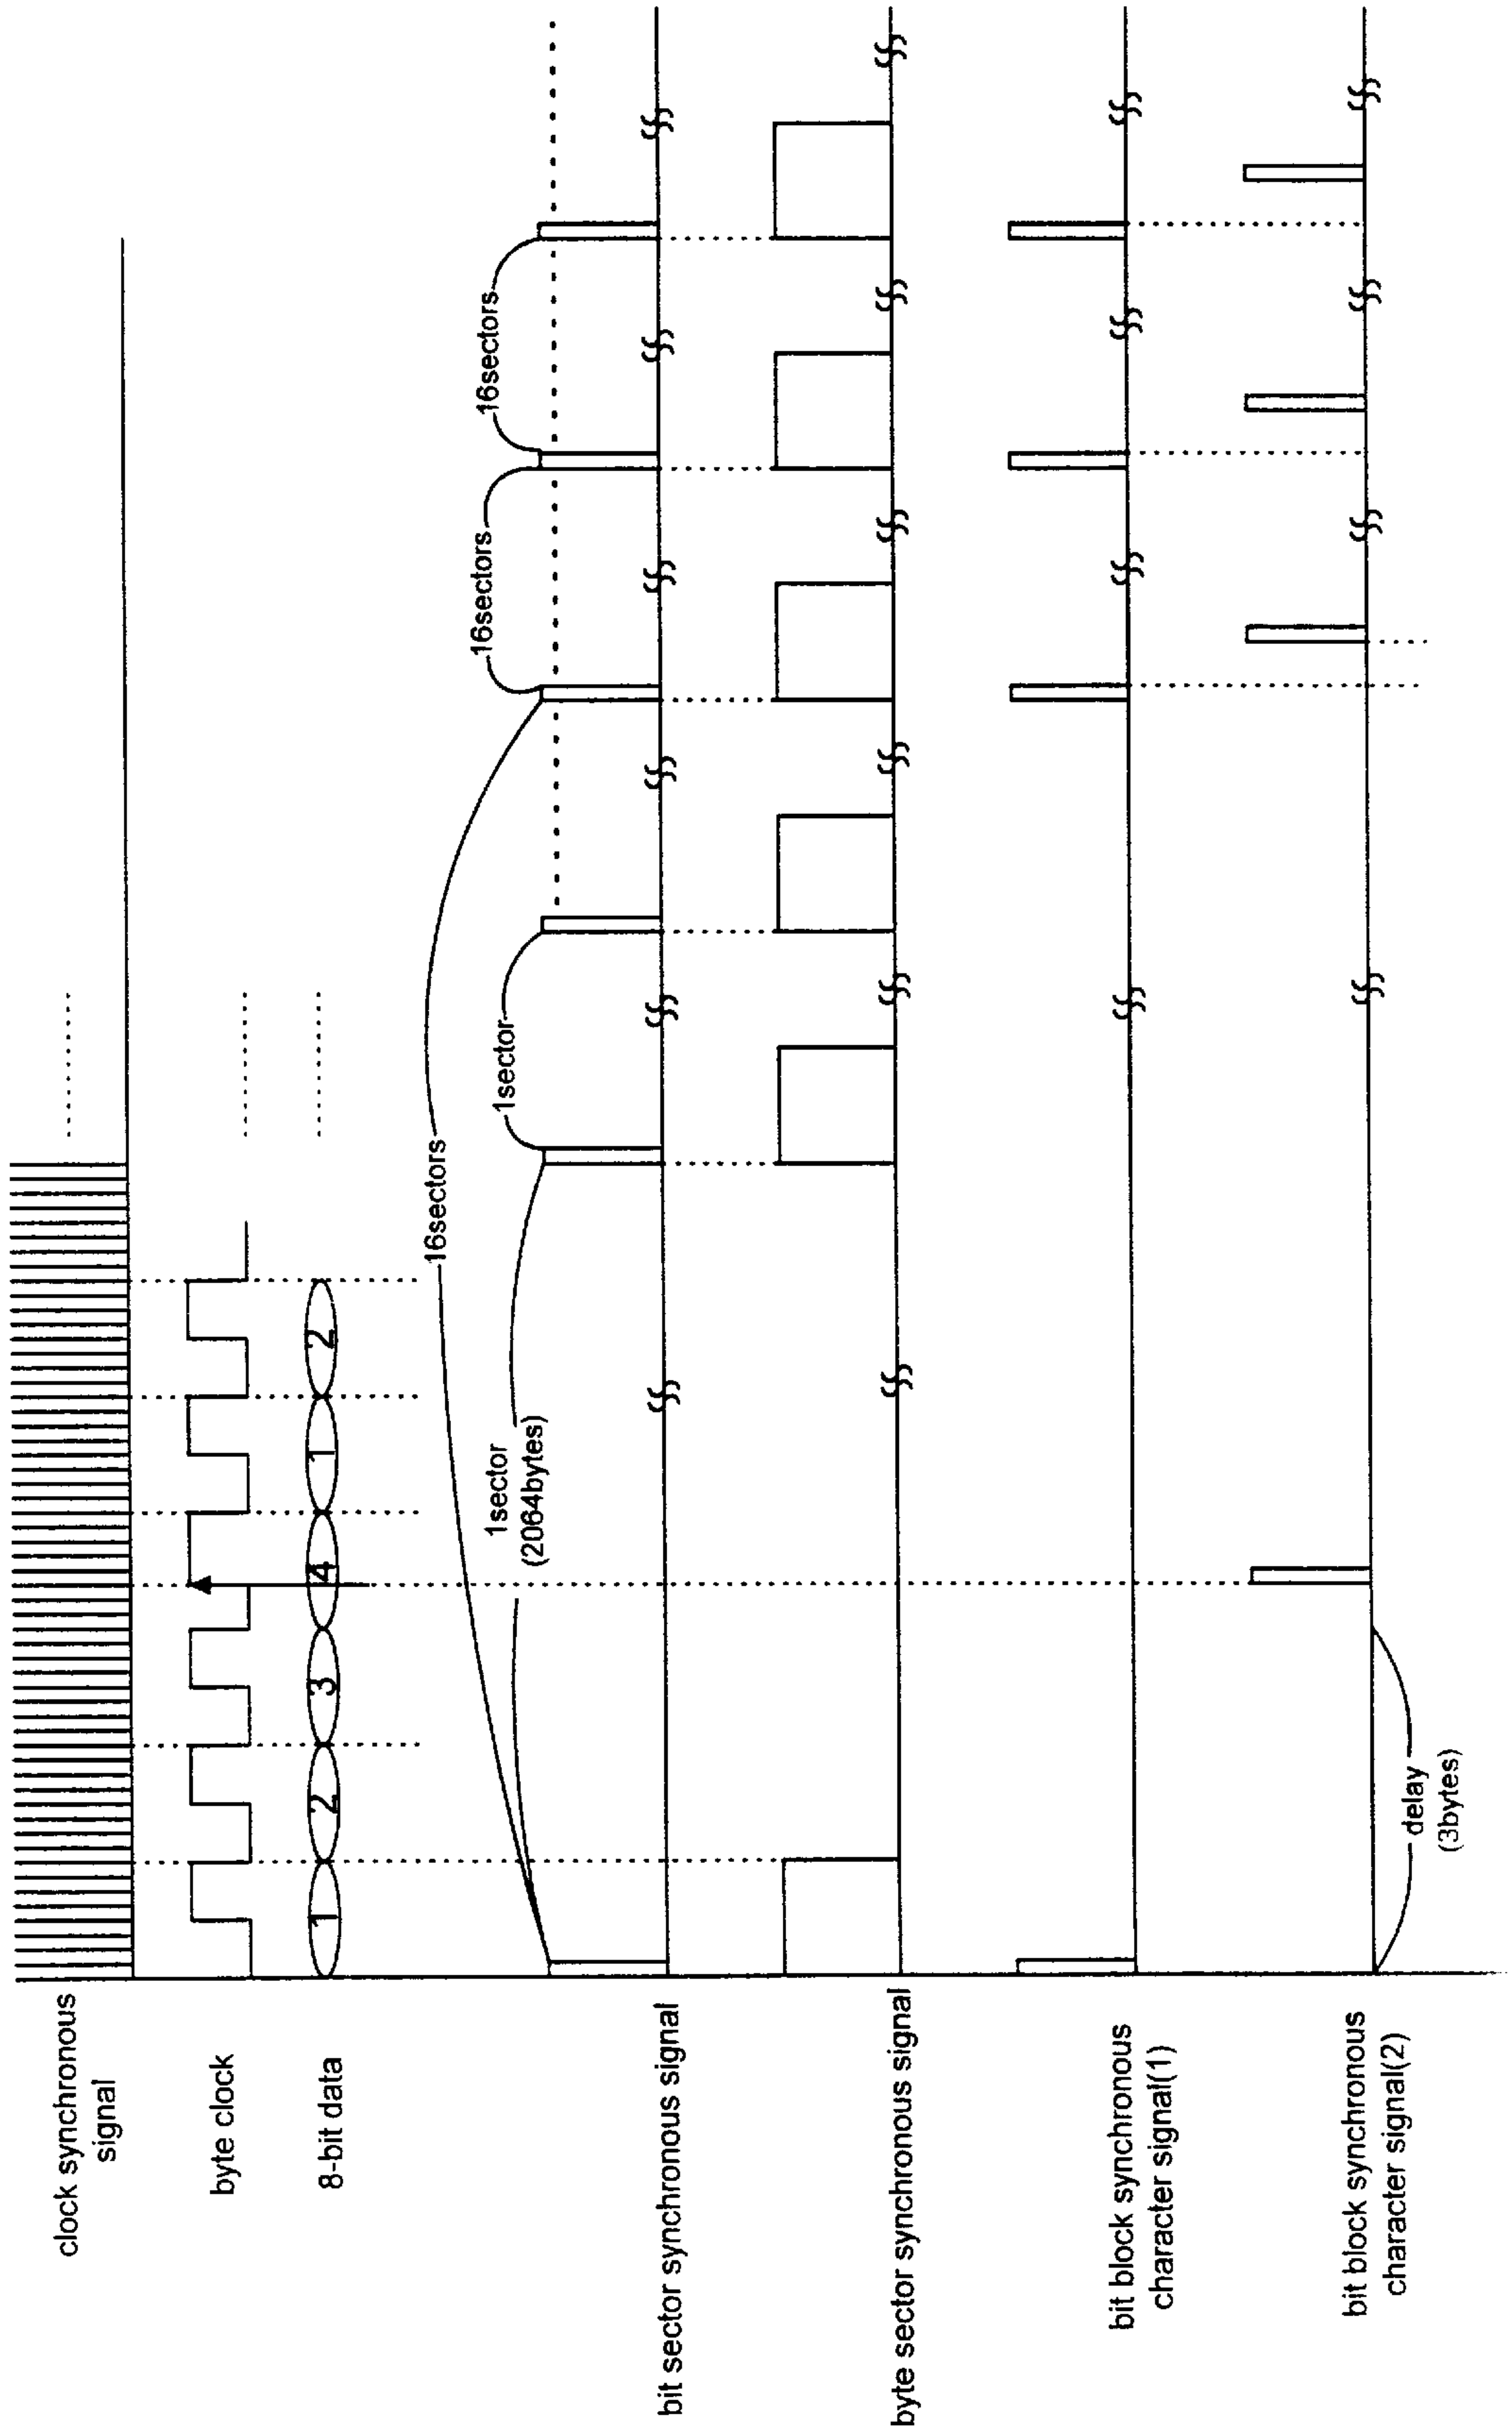 clock synchronous
signal
byte clock
8-bit data
1 2 3 4 1 2
16sectors
16sectors
16sectors
1sector
(2064bytes)
1sector
bit sector synchronous signal
byte sector synchronous signal
bit block synchronous
character signal(1)
bit block synchronous
character signal(2)
delay
(3bytes)